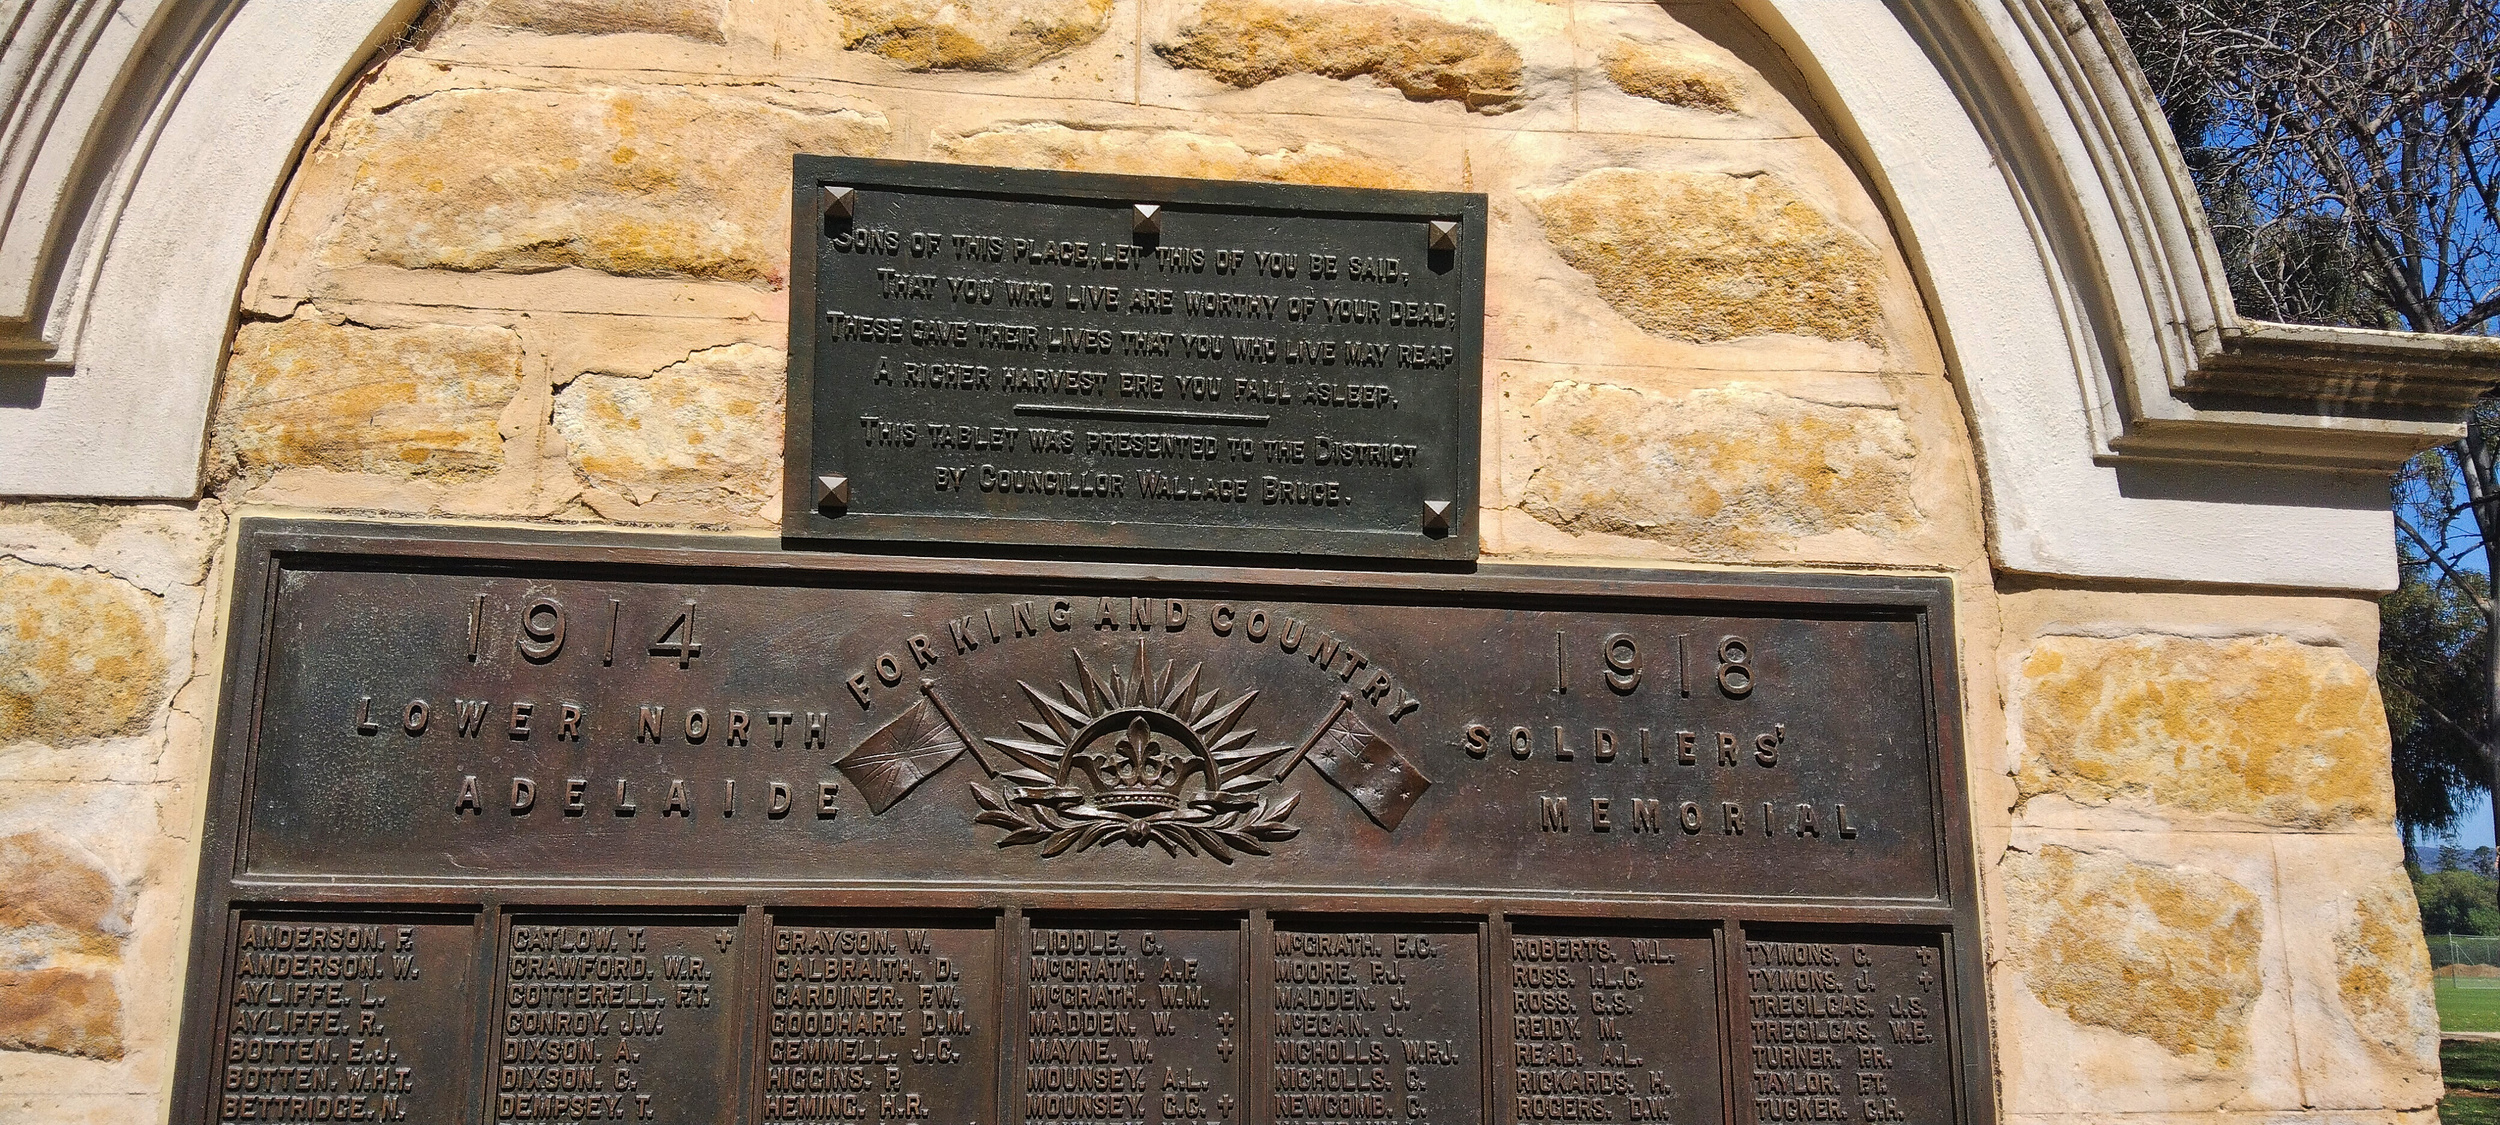 SONS OF THIS PLACE, LET THIS OF YOU BE SAID,
THAT YOU WHO LIVE ARE WORTHY OF YOUR DEAD;
THESE GAVE THEIR LIVES THAT YOU WHO LIVE MAY REAP
A RICHER HARVEST ERE YOU FALL ASLEEP.
THIS TABLET WAS PRESENTED TO THE DISTRICT
BY COUNCILLOR WALLACE BRUCE.
1914
LOWER NORTH
ADELAIDE
FOR KING AND COUNTRY
1918
SOLDIERS'
MEMORIAL
ANDERSON. F.
ANDERSON. W.
AYLIFFE. L.
AYLIFFE. R.
BOTTEN. E.J.
BOTTEN. W.H.T.
BETTRIDGE. N.
CATLOW. T. +
CRAWFORD. W.R.
COTTERELL. F.T.
CONROY. J.V.
DIXSON. A.
DIXSON. C.
DEMPSEY. T.
GRAYSON. W.
GALBRAITH. D.
GARDINER. F.W.
GOODHART. D.M.
GEMMELL. J.C.
HIGGINS. P.
HEMING. H.R.
LIDDLE. C.
McGRATH. A.F.
McGRATH. W.M.
MADDEN. W. +
MAYNE. W. +
MOUNSEY. A.L.
MOUNSEY. C.C. +
McGRATH. E.C.
MOORE. P.J.
MADDEN. J.
McEGAN. J.
NICHOLLS. W.P.J.
NICHOLLS. C.
NEWCOMB. C.
ROBERTS. W.L.
ROSS. I.L.C.
ROSS. C.S.
REIDY. M.
READ. A.L.
RICKARDS. H.
ROGERS. D.W.
TYMONS. C. +
TYMONS. J. +
TREGILGAS. J.S.
TREGILGAS. W.E.
TURNER. P.R.
TAYLOR. F.T.
TUCKER. C.H.